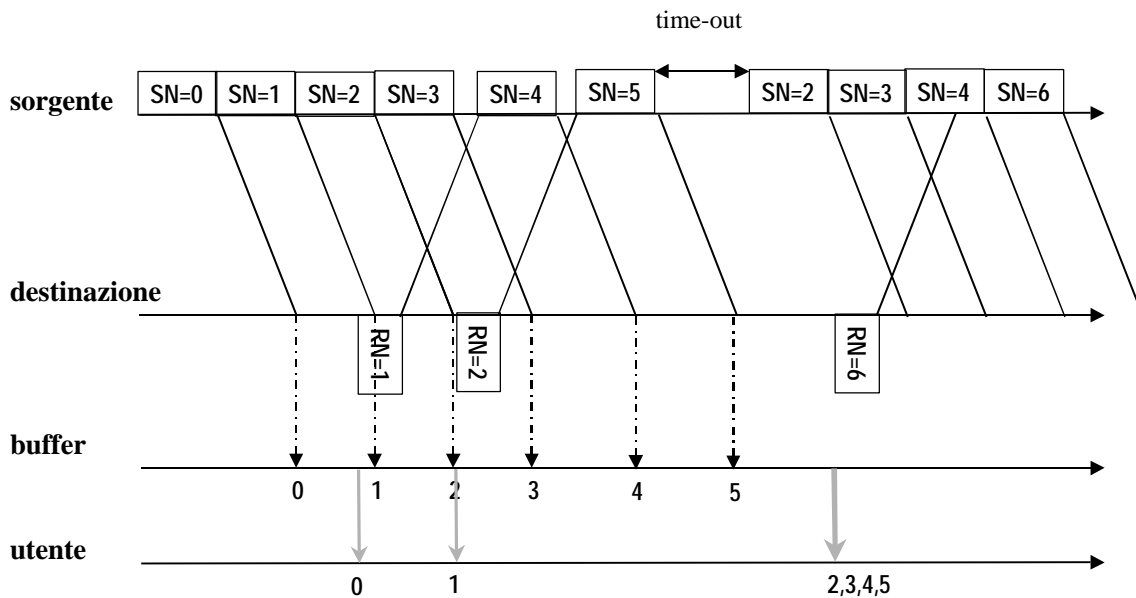 time-out
sorgente
SN=0 SN=1 SN=2 SN=3 SN=4 SN=5 SN=2 SN=3 SN=4 SN=6
destinazione
RN=1 RN=2 RN=6
buffer
0 1 2 3 4 5
utente
0 1 2,3,4,5